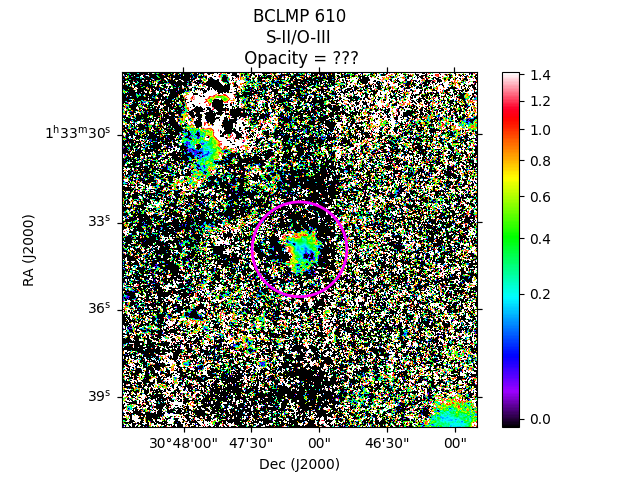 BCLMP 610
S-II/O-III
Opacity = ???
1h33m30s
33s
36s
39s
RA (J2000)
30°48'00" 47'30" 00" 46'30" 00"
Dec (J2000)
1.4
1.2
1.0
0.8
0.6
0.4
0.2
0.0